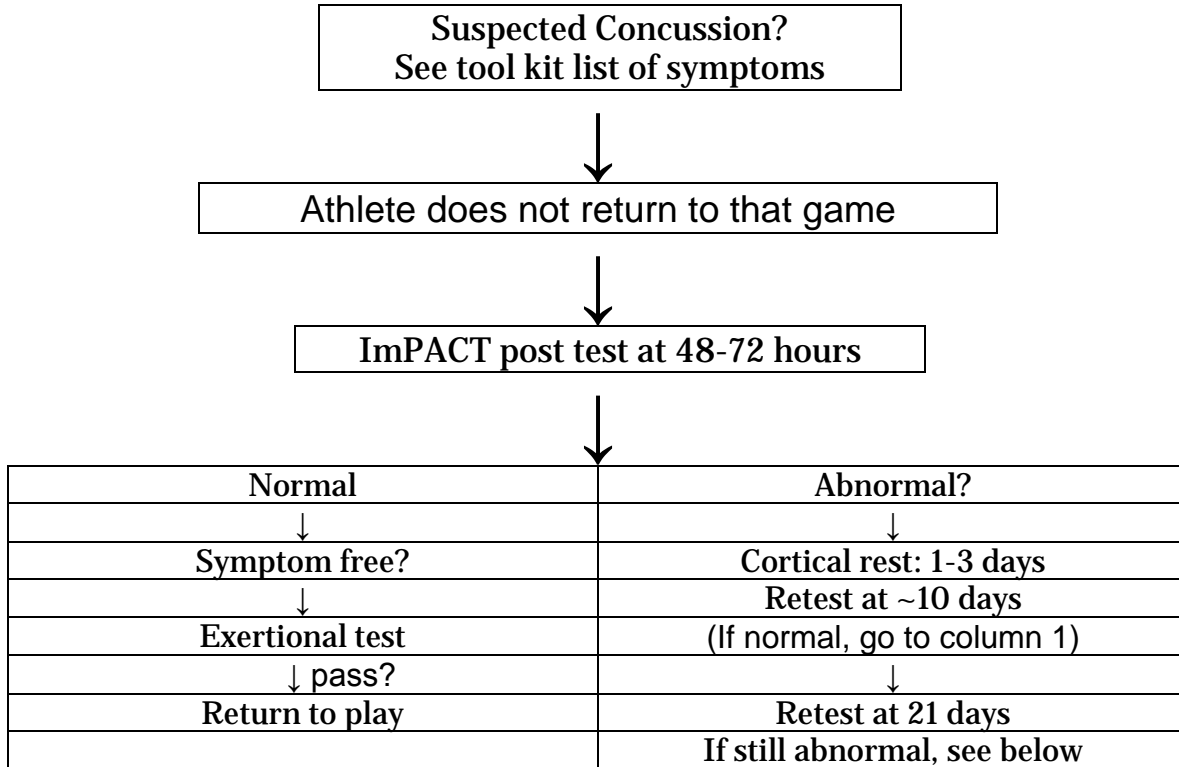 Suspected Concussion?
See tool kit list of symptoms
Athlete does not return to that game
ImPACT post test at 48-72 hours
Normal
Abnormal?
↓
↓
Symptom free?
Cortical rest: 1-3 days
↓
Retest at ~10 days
Exertional test
(If normal, go to column 1)
↓ pass?
↓
Return to play
Retest at 21 days
If still abnormal, see below